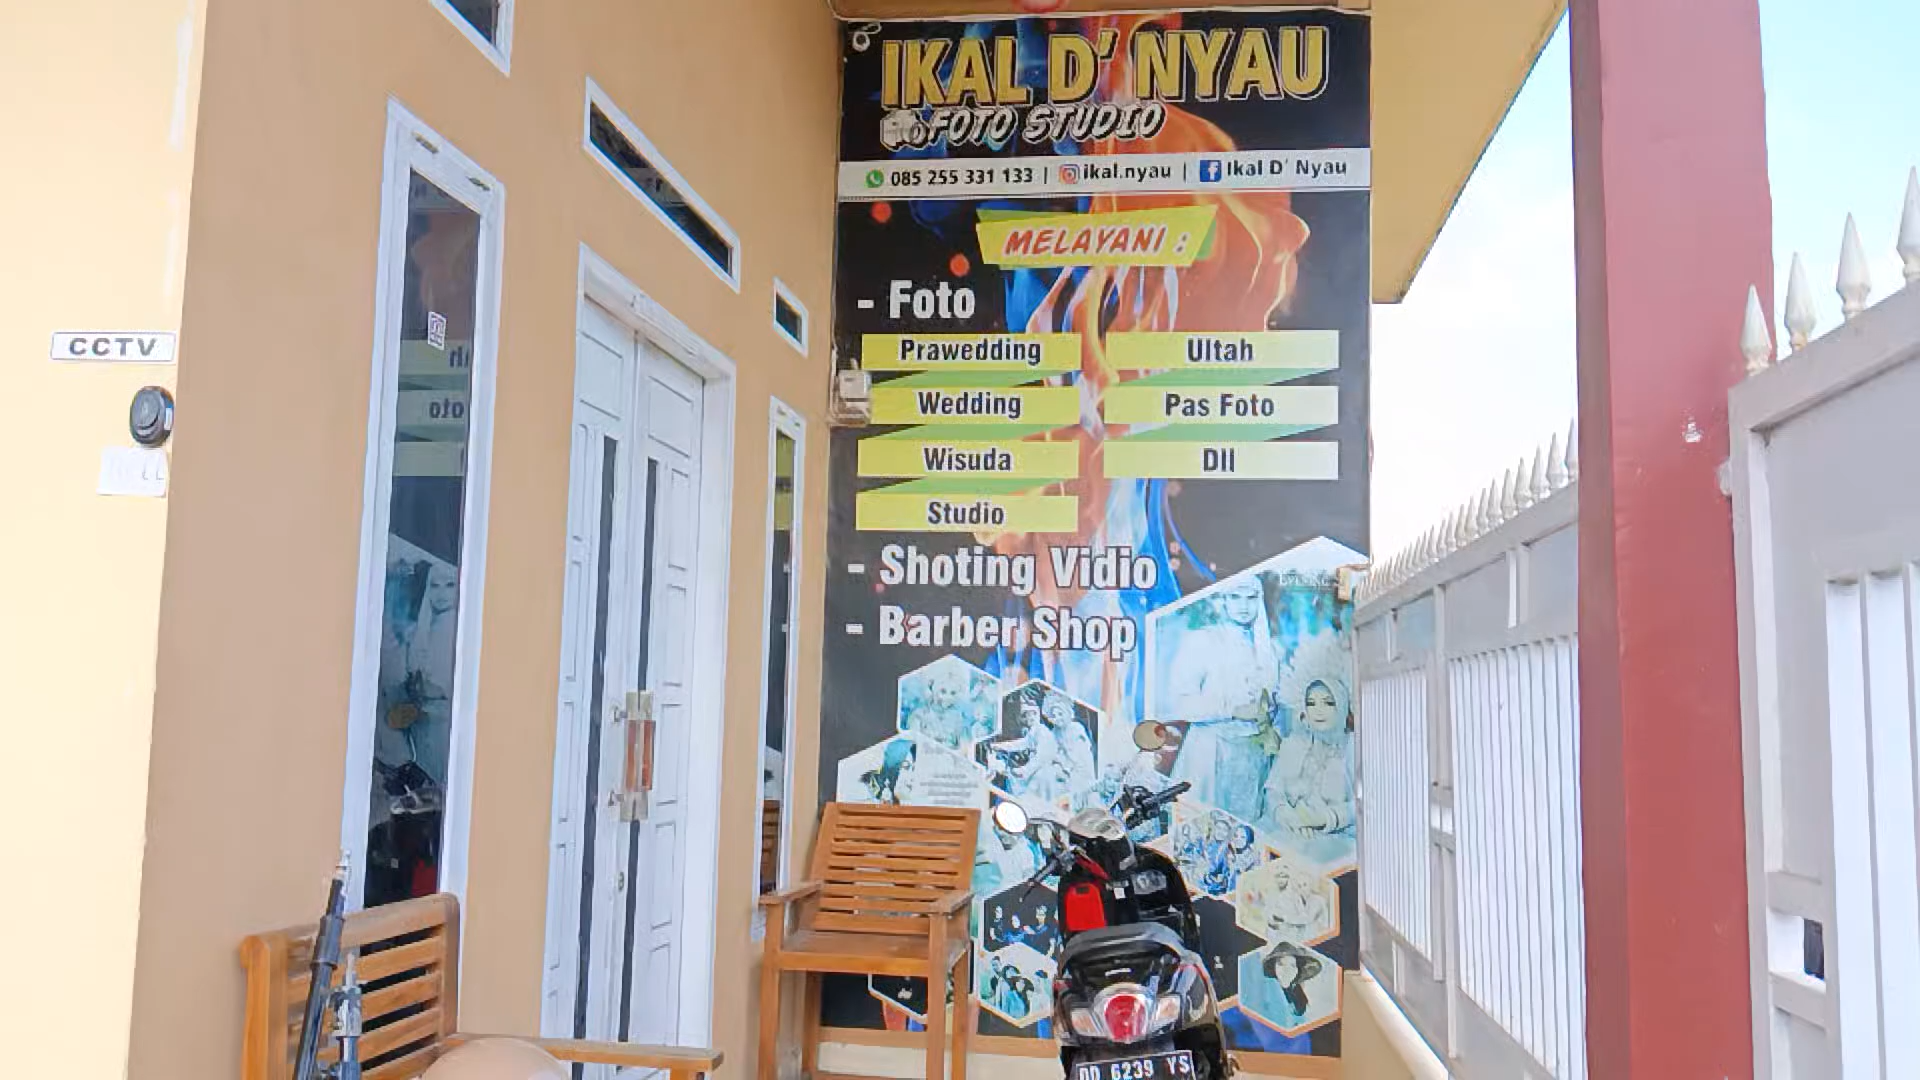 IKAL D' NYAU
FOTO STUDIO
085 255 331 133 | ikal.nyau | Ikal D' Nyau
MELAYANI :
- Foto
Prawedding
Ultah
Wedding
Pas Foto
Wisuda
Dll
Studio
- Shoting Vidio
- Barber Shop
CCTV
DD 6239 YS